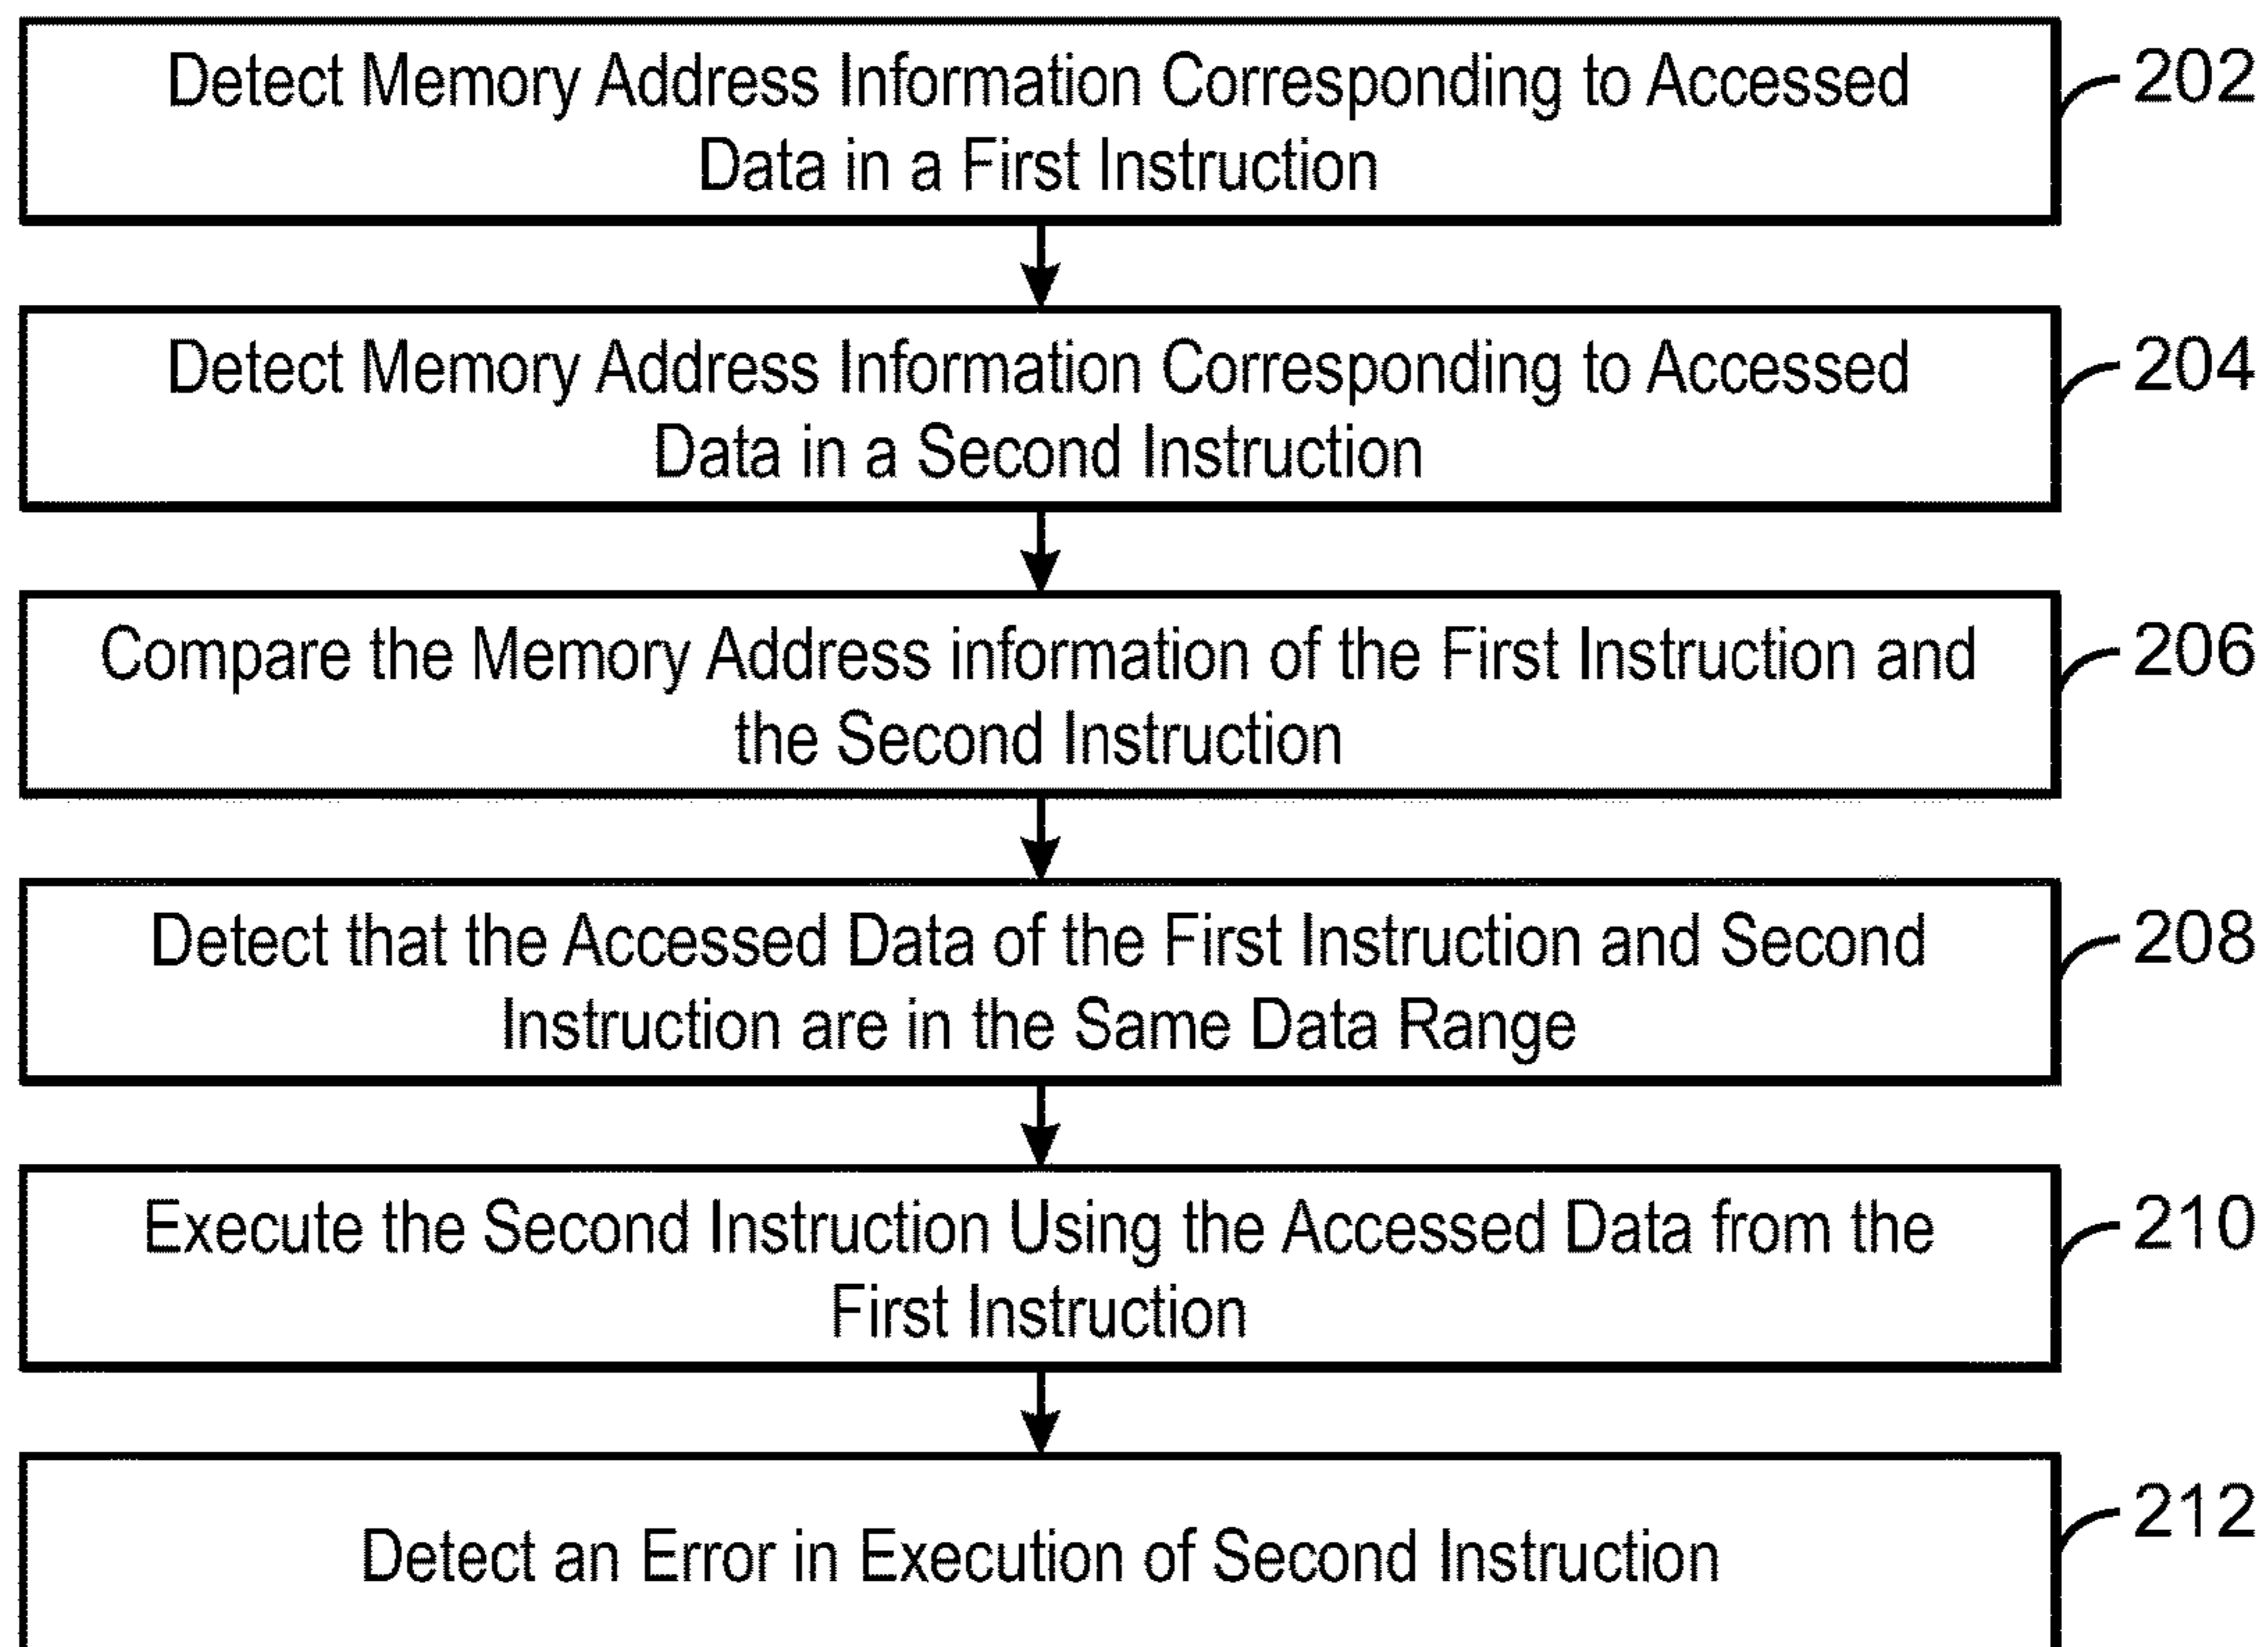 Detect Memory Address Information Corresponding to Accessed
Data in a First Instruction
202
Detect Memory Address Information Corresponding to Accessed
Data in a Second Instruction
204
Compare the Memory Address information of the First Instruction and
the Second Instruction
206
Detect that the Accessed Data of the First Instruction and Second
Instruction are in the Same Data Range
208
Execute the Second Instruction Using the Accessed Data from the
First Instruction
210
Detect an Error in Execution of Second Instruction
212